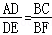 AD/DE = BC/BF